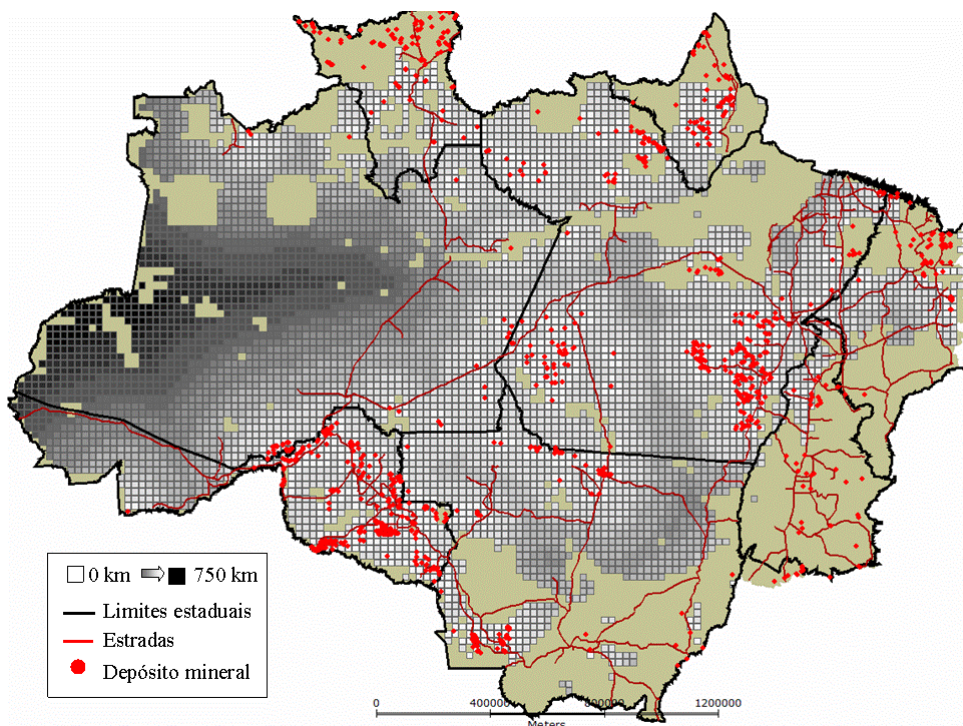 0 km 750 km
Limites estaduais
Estradas
Depósito mineral
0 400000 800000 1200000
Meters